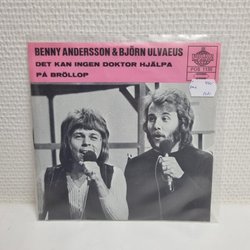 BENNY ANDERSSON & BJÖRN ULVAEUS
DET KAN INGEN DOKTOR HJÄLPA
PÅ BRÖLLOP